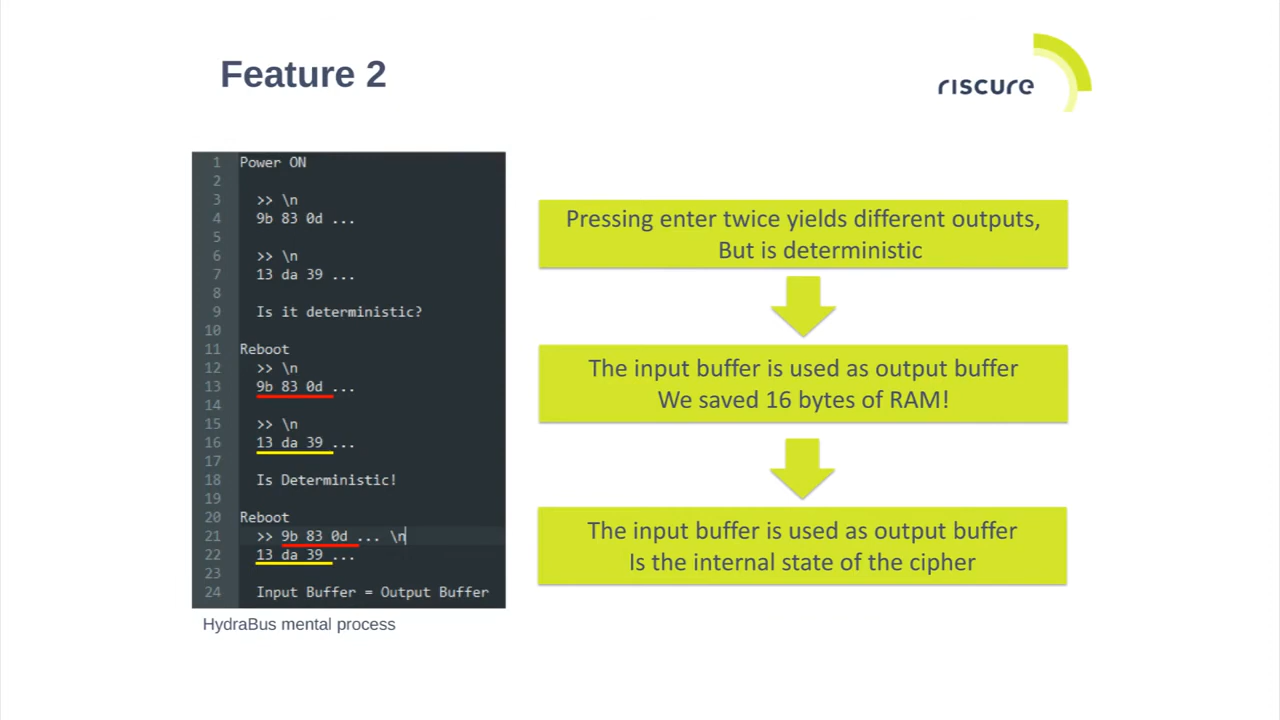 Feature 2
riscure
1 Power ON
2
3 >> \n
4 9b 83 0d ...
5
6 >> \n
7 13 da 39 ...
8
9 Is it deterministic?
10
11 Reboot
12 >> \n
13 9b 83 0d ...
14
15 >> \n
16 13 da 39 ...
17
18 Is Deterministic!
19
20 Reboot
21 >> 9b 83 0d ... \n
22 13 da 39 ...
23
24 Input Buffer = Output Buffer
HydraBus mental process
Pressing enter twice yields different outputs,
But is deterministic
The input buffer is used as output buffer
We saved 16 bytes of RAM!
The input buffer is used as output buffer
Is the internal state of the cipher